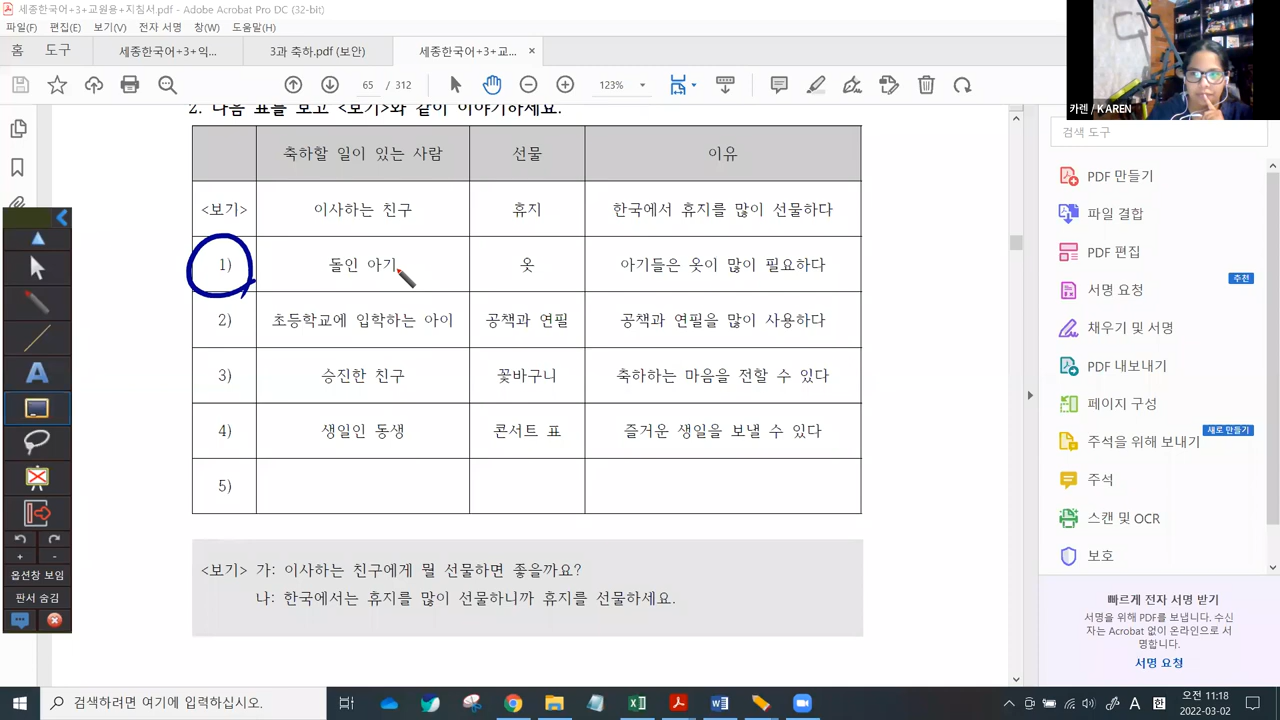 세종한국어+3+교원용+지침서.pdf - Adobe Acrobat Pro DC (32-bit)
파일(F) 편집(E) 보기(V) 전자 서명 창(W) 도움말(H)
홈 도구 세종한국어+3+익... 3과 축하.pdf (보안) 세종한국어+3+교... ×
65 / 312 123%
카렌 / KAREN
2. 다음 표를 보고 <보기>와 같이 이야기하세요.
축하할 일이 있는 사람 선물 이유
<보기> 이사하는 친구 휴지 한국에서 휴지를 많이 선물하다
1) 돌인 아기 옷 아기들은 옷이 많이 필요하다
2) 초등학교에 입학하는 아이 공책과 연필 공책과 연필을 많이 사용하다
3) 승진한 친구 꽃바구니 축하하는 마음을 전할 수 있다
4) 생일인 동생 콘서트 표 즐거운 생일을 보낼 수 있다
5)
<보기> 가: 이사하는 친구에게 뭘 선물하면 좋을까요?
나: 한국에서는 휴지를 많이 선물하니까 휴지를 선물하세요.
A
+ -
옵션창 보임
판서 숨김
검색 도구
PDF 만들기
파일 결합
PDF 편집
추천
서명 요청
채우기 및 서명
PDF 내보내기
페이지 구성
새로 만들기
주석을 위해 보내기
주석
스캔 및 OCR
보호
빠르게 전자 서명 받기
서명을 위해 PDF를 보냅니다. 수신
자는 Acrobat 없이 온라인으로 서
명합니다.
서명 요청
검색하려면 여기에 입력하십시오.
A 한 오전 11:18
2022-03-02